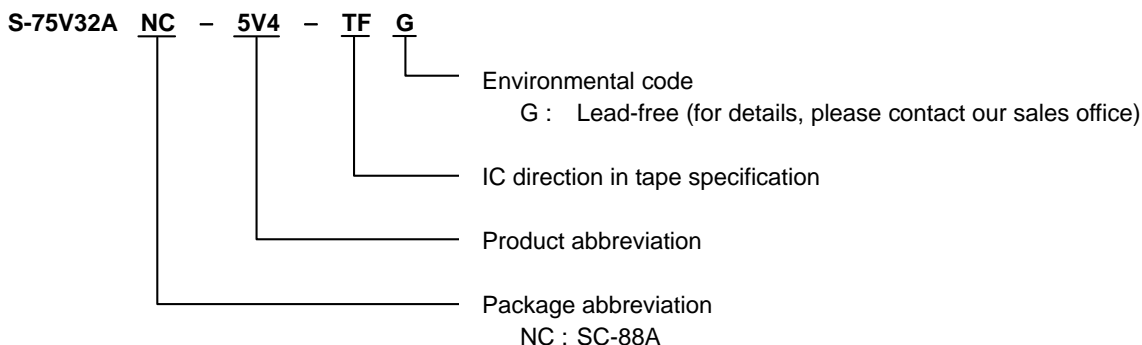 S-75V32A NC – 5V4 – TF G
Environmental code
G : Lead-free (for details, please contact our sales office)
IC direction in tape specification
Product abbreviation
Package abbreviation
NC : SC-88A